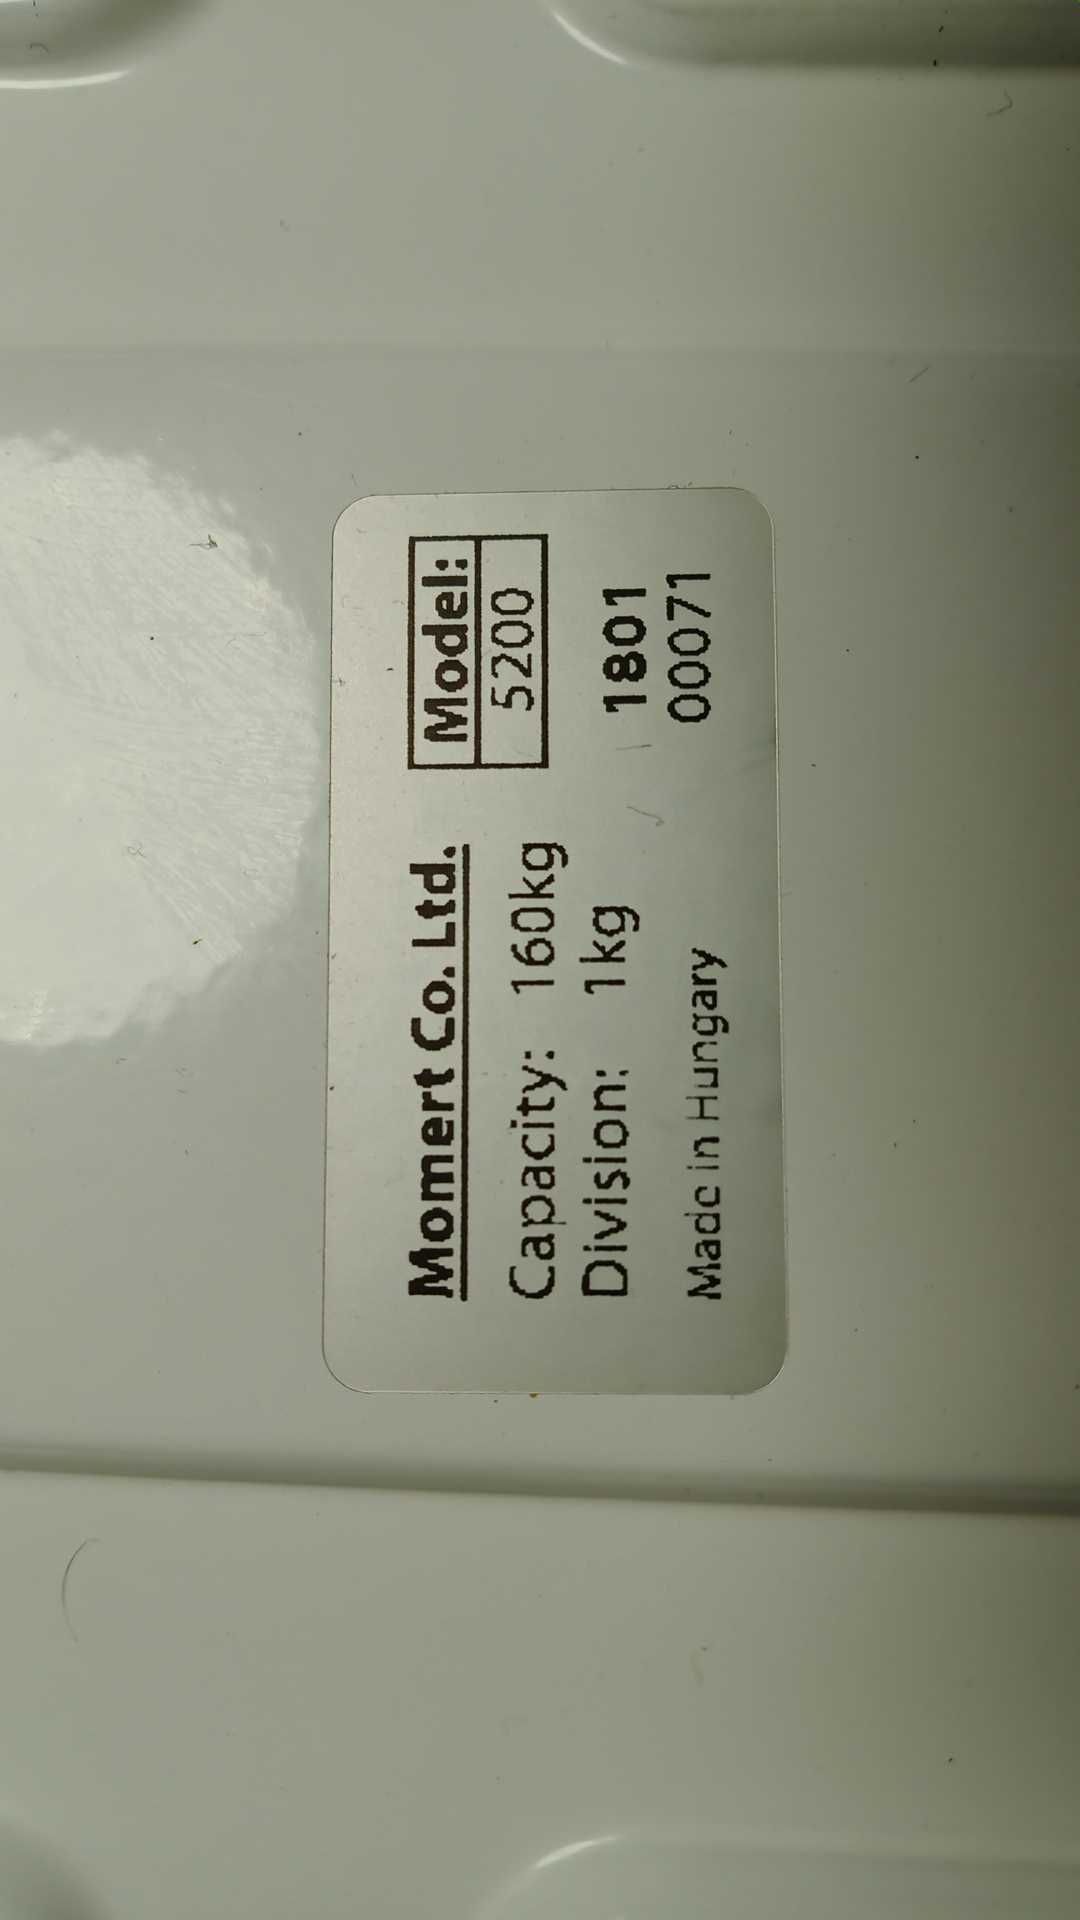 Momert Co. Ltd.
Model:
5200
Capacity: 160kg
Division: 1kg
1801
00071
Made in Hungary